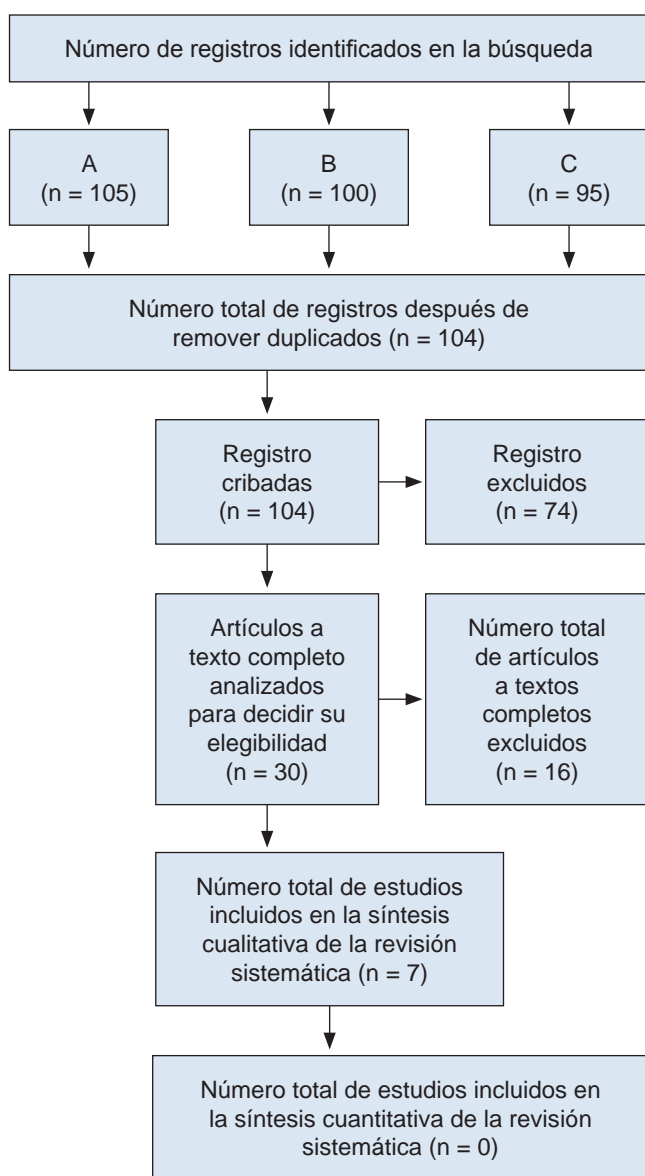 Número de registros identificados en la búsqueda
A
(n = 105)
B
(n = 100)
C
(n = 95)
Número total de registros después de
remover duplicados (n = 104)
Registro
cribadas
(n = 104)
Registro
excluidos
(n = 74)
Artículos a
texto completo
analizados
para decidir su
elegibilidad
(n = 30)
Número total
de artículos
a textos
completos
excluidos
(n = 16)
Número total de estudios
incluidos en la síntesis
cualitativa de la revisión
sistemática (n = 7)
Número total de estudios incluidos en
la síntesis cuantitativa de la revisión
sistemática (n = 0)